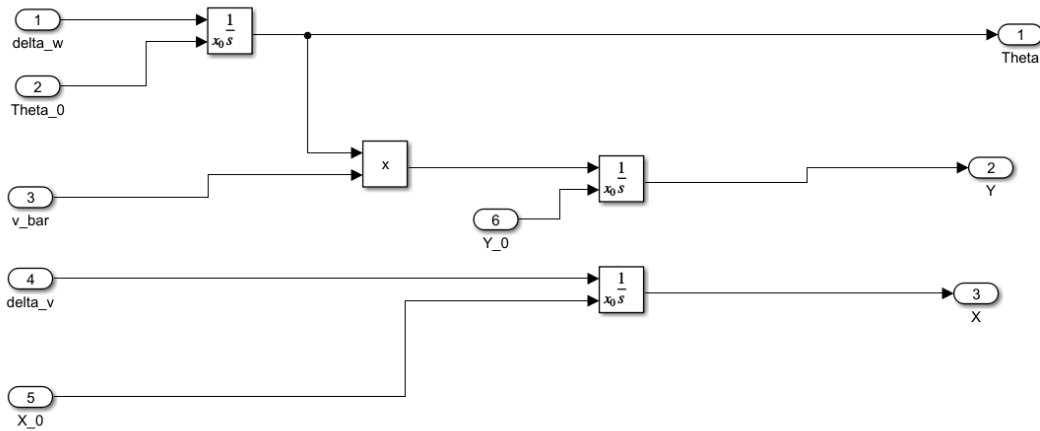 1
delta_w
2
Theta_0
1
x₀ s
1
Theta
3
v_bar
x
1
x₀ s
6
Y_0
2
Y
4
delta_v
5
X_0
1
x₀ s
3
X